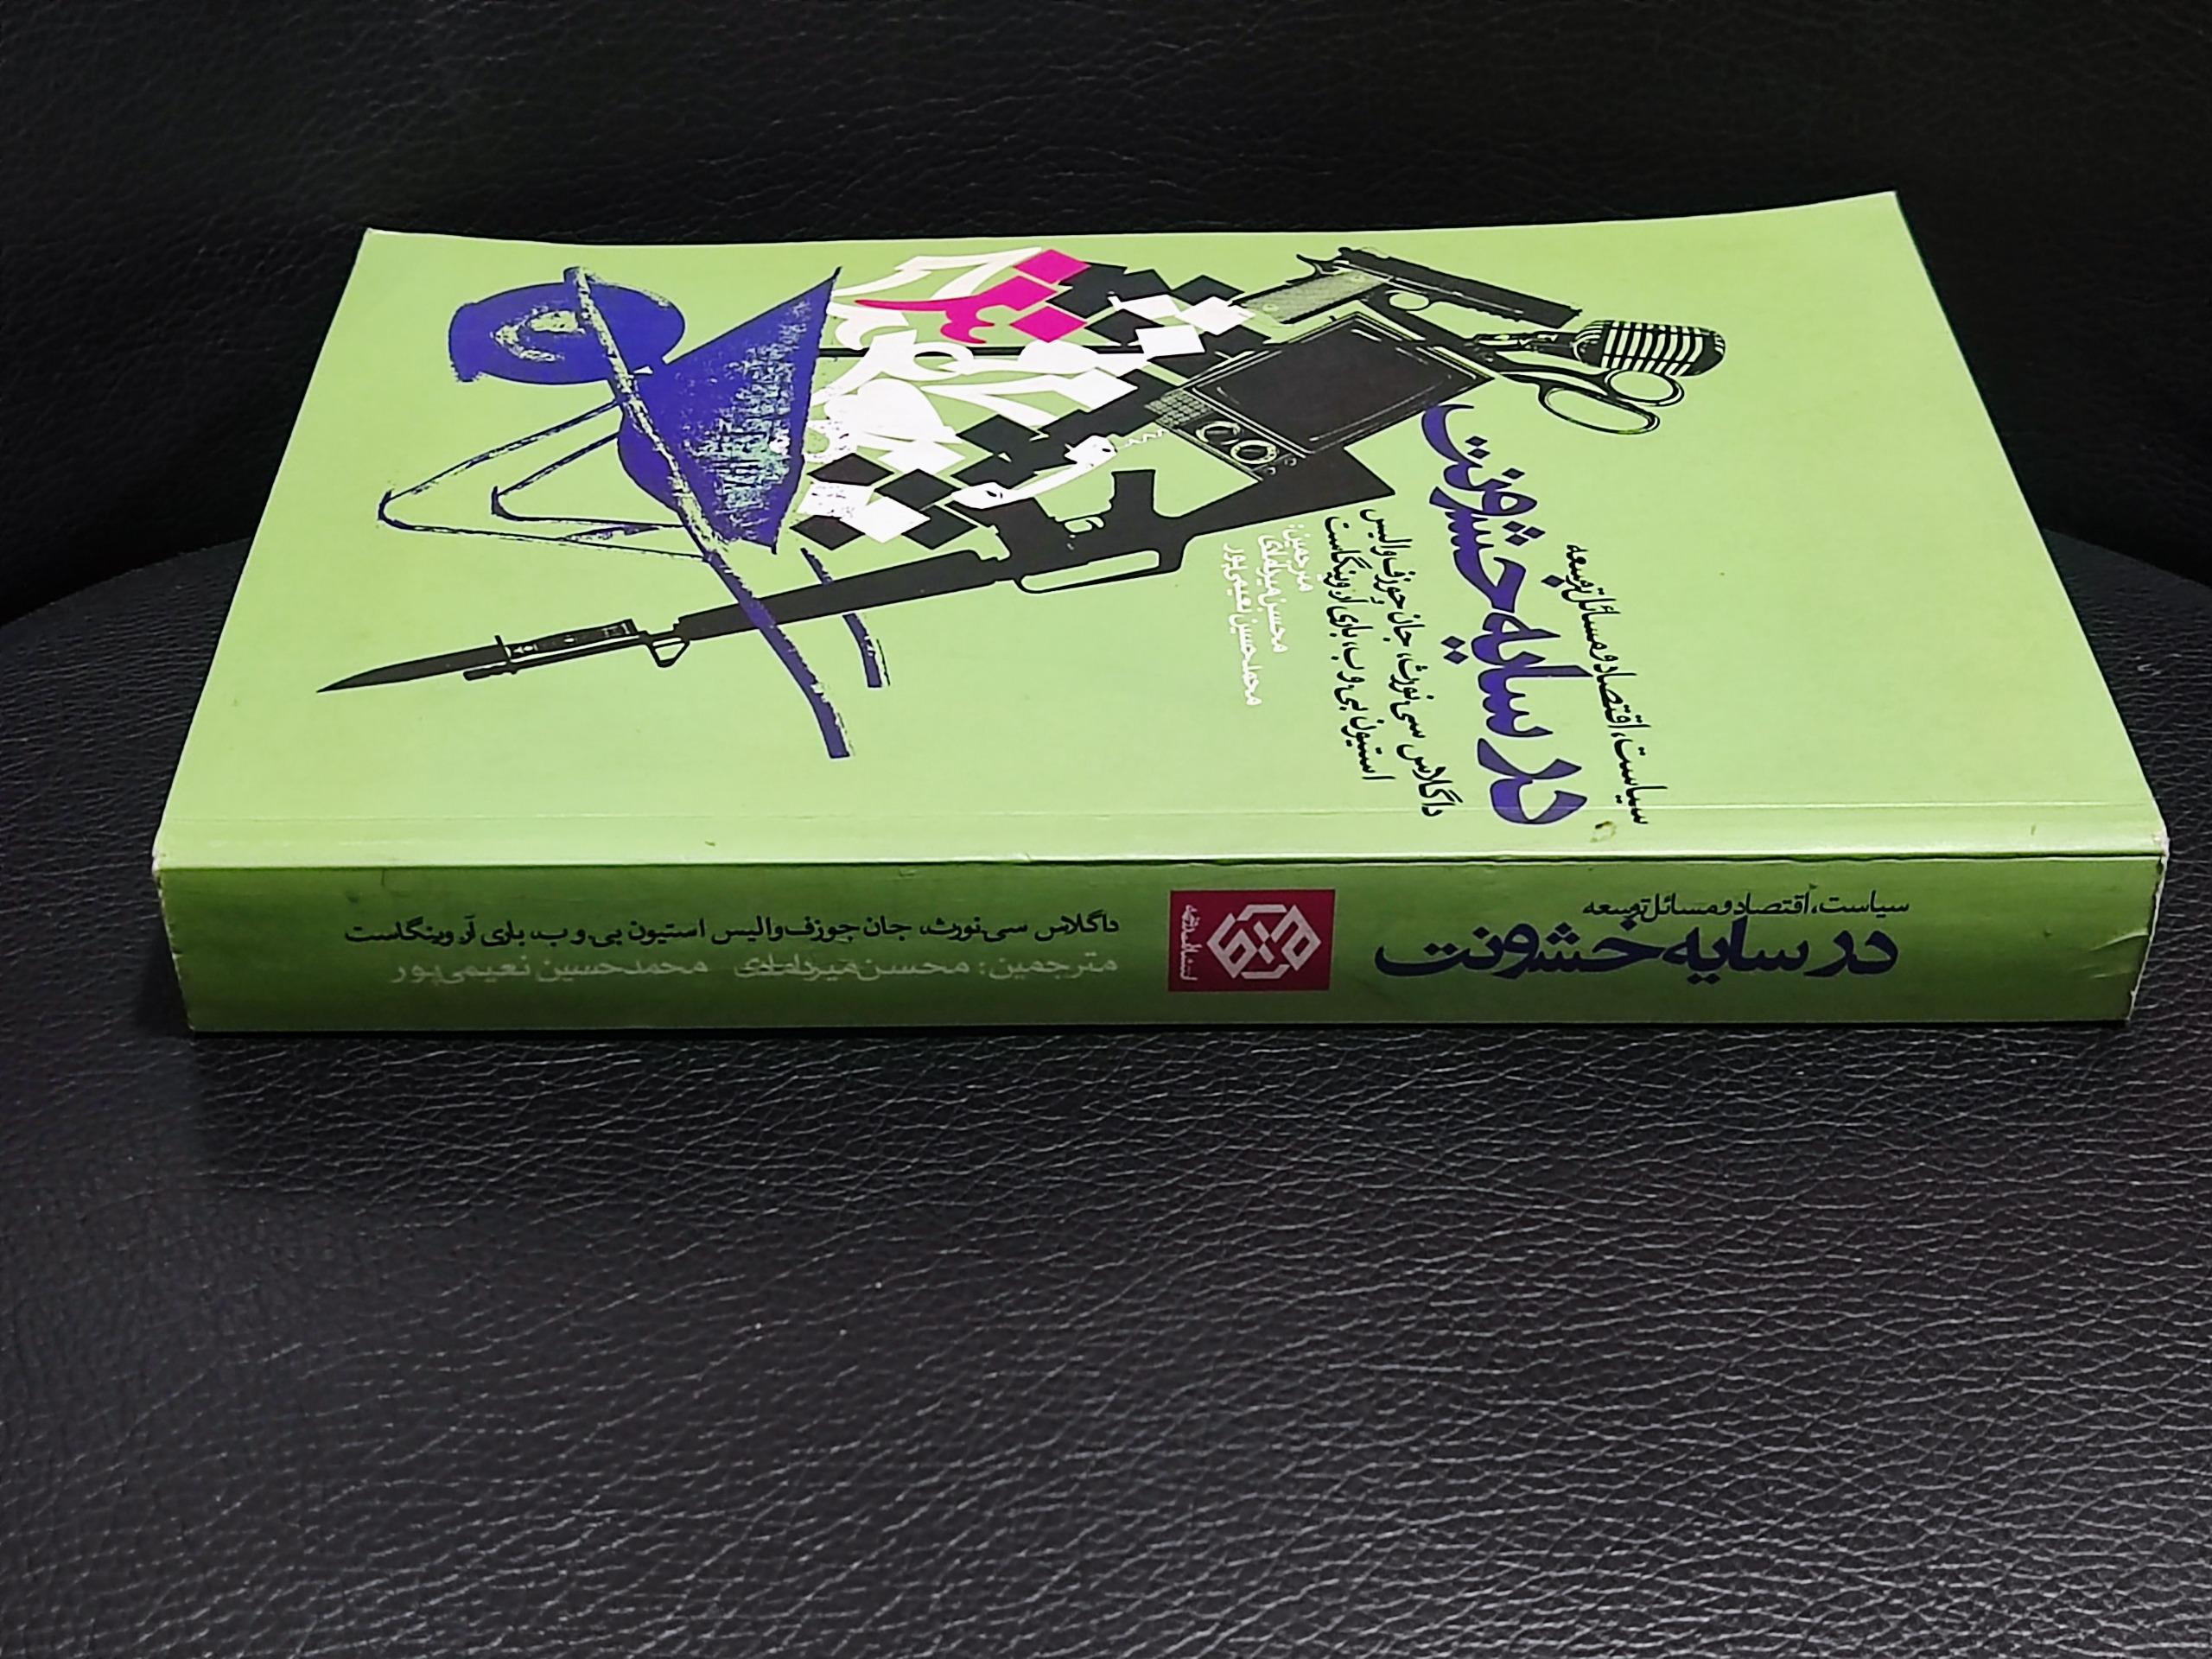 سیاست، اقتصاد و مسائل توسعه
در سایه خشونت
داگلاس سی نورث، جان جوزف والیس
استیون بی و ب، باری آر وینگاست
مترجمین:
محسن میردامادی
محمدحسین نعیمی‌پور
سیاست، اقتصاد و مسائل توسعه
در سایه خشونت
داگلاس سی نورث، جان جوزف والیس استیون بی و ب، باری آر وینگاست
مترجمین: محسن میردامادی محمدحسین نعیمی‌پور